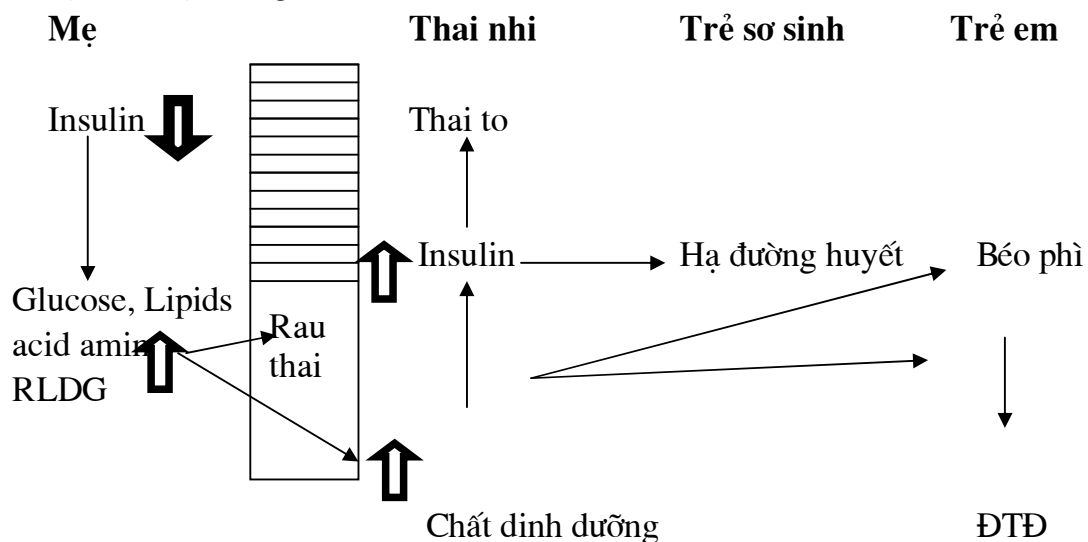 Mẹ Thai nhi Trẻ sơ sinh Trẻ em
Insulin Thai to
Insulin Hạ đường huyết Béo phì
Glucose, Lipids
acid amin
RLDG
Rau
thai
Chất dinh dưỡng ĐTĐ